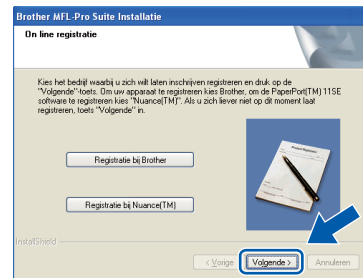 Brother MFL-Pro Suite Installatie
On line registratie
Kies het bedrijf waarbij u zich wilt laten inschrijven registreren en druk op de
"Volgende"-toets. Om uw apparaat te registreren kies Brother, om de PaperPort(TM) 11SE
software te registreren kies "Nuance(TM)". Als u zich liever niet op dit moment laat
registreren, toets "Volgende" in.
Registratie bij Brother
Registratie bij Nuance(TM)
InstallShield
< Vorige
Volgende >
Annuleren